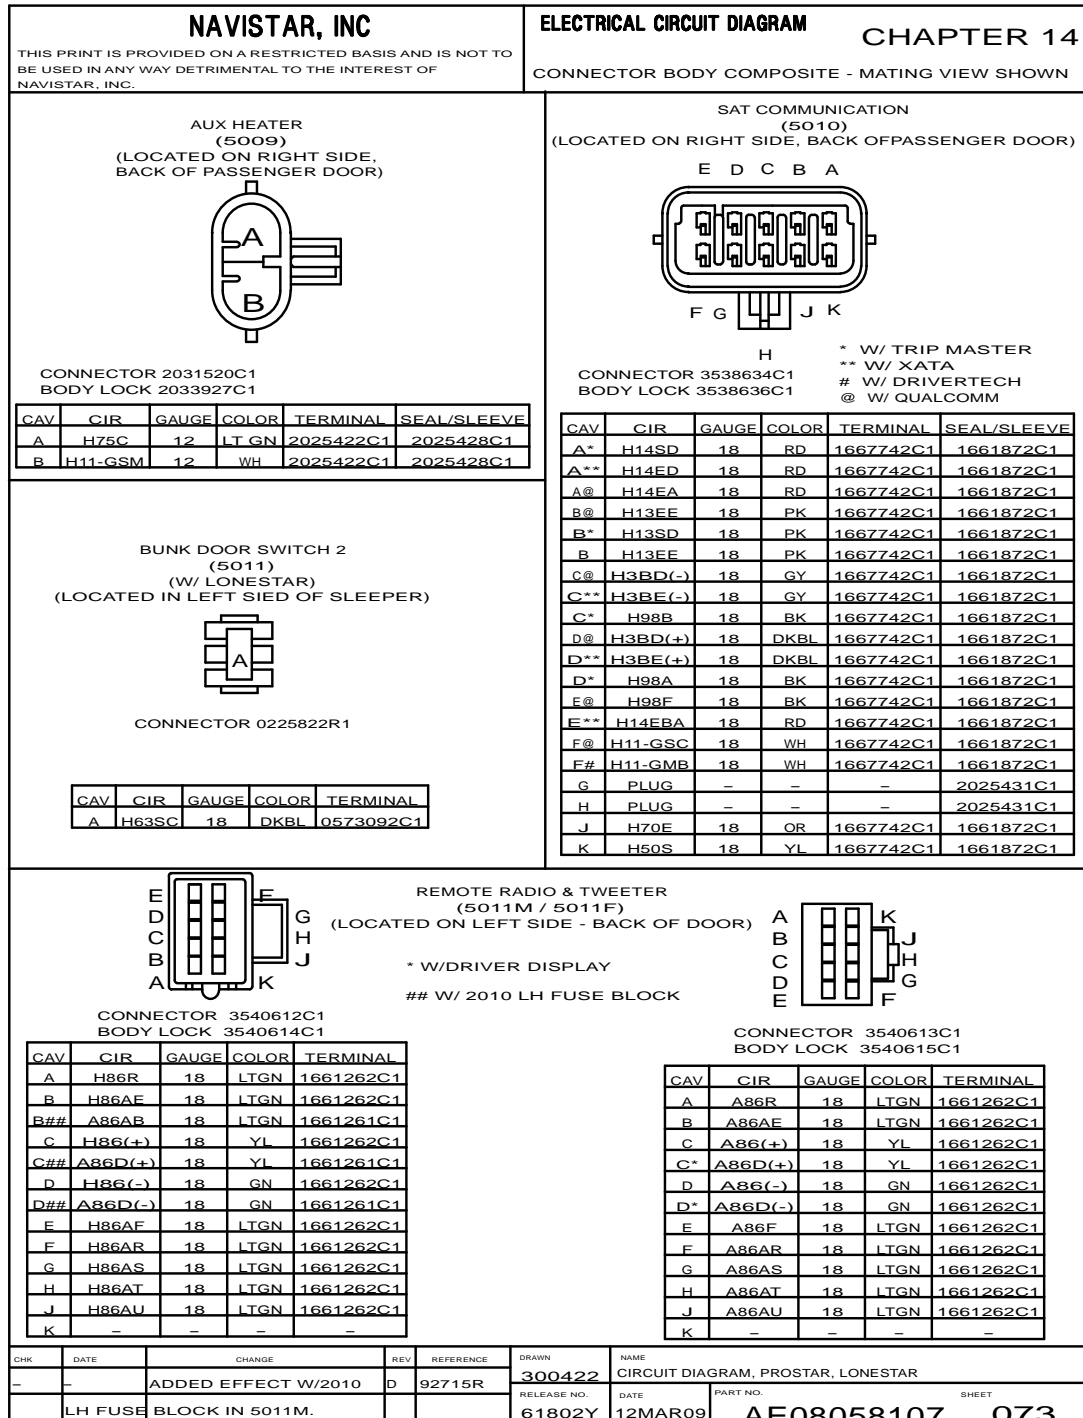 NAVISTAR, INC
THIS PRINT IS PROVIDED ON A RESTRICTED BASIS AND IS NOT TO
BE USED IN ANY WAY DETRIMENTAL TO THE INTEREST OF
NAVISTAR, INC.
ELECTRICAL CIRCUIT DIAGRAM
CHAPTER 14
CONNECTOR BODY COMPOSITE - MATING VIEW SHOWN
AUX HEATER
(5009)
(LOCATED ON RIGHT SIDE,
BACK OF PASSENGER DOOR)
A
B
CONNECTOR 2031520C1
BODY LOCK 2033927C1
CAV CIR GAUGE COLOR TERMINAL SEAL/SLEEVE
A H75C 12 LT GN 2025422C1 2025428C1
B H11-GSM 12 WH 2025422C1 2025428C1
SAT COMMUNICATION
(5010)
(LOCATED ON RIGHT SIDE, BACK OFPASSENGER DOOR)
E D C B A
F G J K
H
CONNECTOR 3538634C1
BODY LOCK 3538636C1
* W/ TRIP MASTER
** W/ XATA
# W/ DRIVERTECH
@ W/ QUALCOMM
CAV CIR GAUGE COLOR TERMINAL SEAL/SLEEVE
A* H14SD 18 RD 1667742C1 1661872C1
A** H14ED 18 RD 1667742C1 1661872C1
A@ H14EA 18 RD 1667742C1 1661872C1
B@ H13EE 18 PK 1667742C1 1661872C1
B* H13SD 18 PK 1667742C1 1661872C1
B H13EE 18 PK 1667742C1 1661872C1
C@ H3BD(-) 18 GY 1667742C1 1661872C1
C** H3BE(-) 18 GY 1667742C1 1661872C1
C* H98B 18 BK 1667742C1 1661872C1
D@ H3BD(+) 18 DKBL 1667742C1 1661872C1
D** H3BE(+) 18 DKBL 1667742C1 1661872C1
D* H98A 18 BK 1667742C1 1661872C1
E@ H98F 18 BK 1667742C1 1661872C1
E** H14EBA 18 RD 1667742C1 1661872C1
F@ H11-GSC 18 WH 1667742C1 1661872C1
F# H11-GMB 18 WH 1667742C1 1661872C1
G PLUG – – – 2025431C1
H PLUG – – – 2025431C1
J H70E 18 OR 1667742C1 1661872C1
K H50S 18 YL 1667742C1 1661872C1
BUNK DOOR SWITCH 2
(5011)
(W/ LONESTAR)
(LOCATED IN LEFT SIED OF SLEEPER)
A
CONNECTOR 0225822R1
CAV CIR GAUGE COLOR TERMINAL
A H63SC 18 DKBL 0573092C1
REMOTE RADIO & TWEETER
(5011M / 5011F)
(LOCATED ON LEFT SIDE - BACK OF DOOR)
* W/DRIVER DISPLAY
## W/ 2010 LH FUSE BLOCK
E F
D G
C H
B J
A K
CONNECTOR 3540612C1
BODY LOCK 3540614C1
CAV CIR GAUGE COLOR TERMINAL
A H86R 18 LTGN 1661262C1
B H86AE 18 LTGN 1661262C1
B## A86AB 18 LTGN 1661261C1
C H86(+) 18 YL 1661262C1
C## A86D(+) 18 YL 1661261C1
D H86(-) 18 GN 1661262C1
D## A86D(-) 18 GN 1661261C1
E H86AF 18 LTGN 1661262C1
F H86AR 18 LTGN 1661262C1
G H86AS 18 LTGN 1661262C1
H H86AT 18 LTGN 1661262C1
J H86AU 18 LTGN 1661262C1
K – – – –
A K
B J
C H
D G
E F
CONNECTOR 3540613C1
BODY LOCK 3540615C1
CAV CIR GAUGE COLOR TERMINAL
A A86R 18 LTGN 1661262C1
B A86AE 18 LTGN 1661262C1
C A86(+) 18 YL 1661262C1
C* A86D(+) 18 YL 1661262C1
D A86(-) 18 GN 1661262C1
D* A86D(-) 18 GN 1661262C1
E A86F 18 LTGN 1661262C1
F A86AR 18 LTGN 1661262C1
G A86AS 18 LTGN 1661262C1
H A86AT 18 LTGN 1661262C1
J A86AU 18 LTGN 1661262C1
K – – – –
CHK DATE CHANGE REV REFERENCE
– – ADDED EFFECT W/2010 D 92715R
LH FUSE BLOCK IN 5011M.
DRAWN
300422
NAME
CIRCUIT DIAGRAM, PROSTAR, LONESTAR
RELEASE NO.
61802Y
DATE
12MAR09
PART NO.
AE08058107
SHEET
073